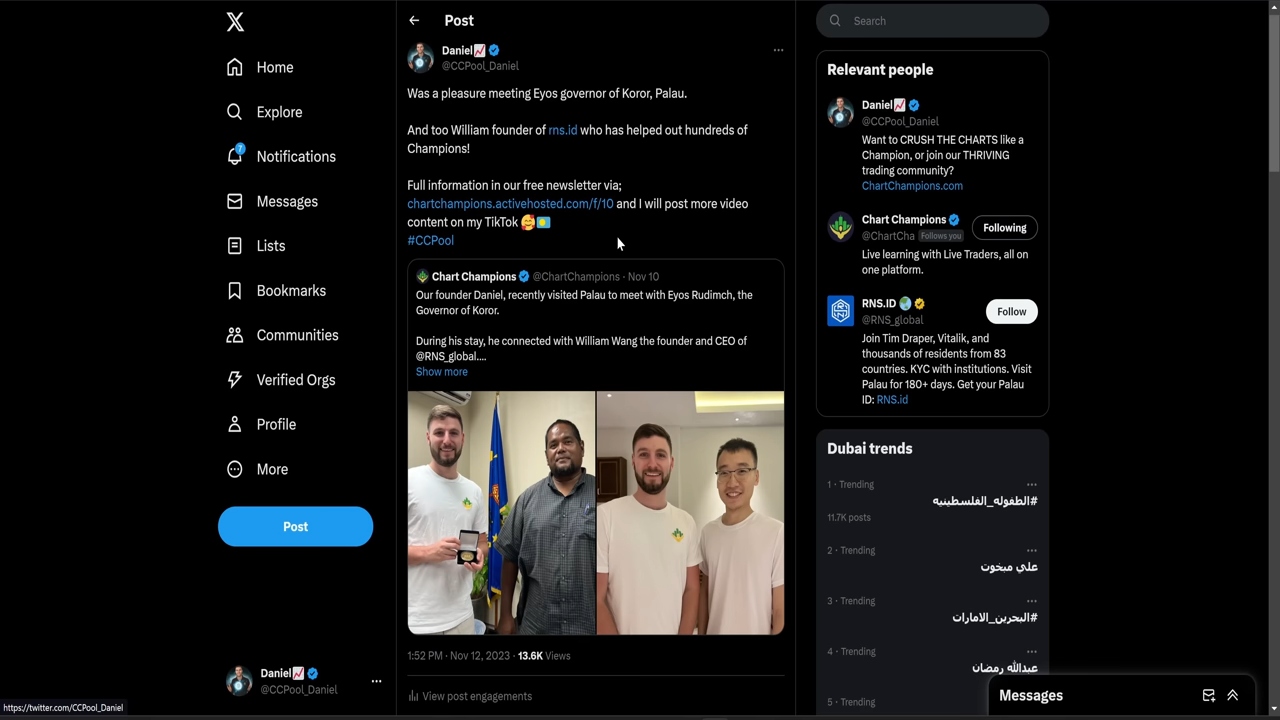 Home
Explore
7
Notifications
Messages
Lists
Bookmarks
Communities
Verified Orgs
Profile
More
Post
Daniel📈
@CCPool_Daniel
https://twitter.com/CCPool_Daniel
Post
Daniel📈
@CCPool_Daniel
Was a pleasure meeting Eyos governor of Koror, Palau.
And too William founder of rns.id who has helped out hundreds of
Champions!
Full information in our free newsletter via;
chartchampions.activehosted.com/f/10 and I will post more video
content on my TikTok 🥰🇵🇼
#CCPool
Chart Champions @ChartChampions · Nov 10
Our founder Daniel, recently visited Palau to meet with Eyos Rudimch, the
Governor of Koror.
During his stay, he connected with William Wang the founder and CEO of
@RNS_global....
Show more
1:52 PM · Nov 12, 2023 · 13.6K Views
View post engagements
Search
Relevant people
Daniel📈
@CCPool_Daniel
Want to CRUSH THE CHARTS like a
Champion, or join our THRIVING
trading community?
ChartChampions.com
Chart Champions
@ChartCha Follows you
Following
Live learning with Live Traders, all on
one platform.
RNS.ID 🌏
@RNS_global
Follow
Join Tim Draper, Vitalik, and
thousands of residents from 83
countries. KYC with institutions. Visit
Palau for 180+ days. Get your Palau
ID: RNS.id
Dubai trends
1 · Trending
#الطفوله_الفلسطينيه
11.7K posts
2 · Trending
علي مبخوت
3 · Trending
#البحرين_الامارات
4 · Trending
عبدالله رمضان
5 · Trending
Messages